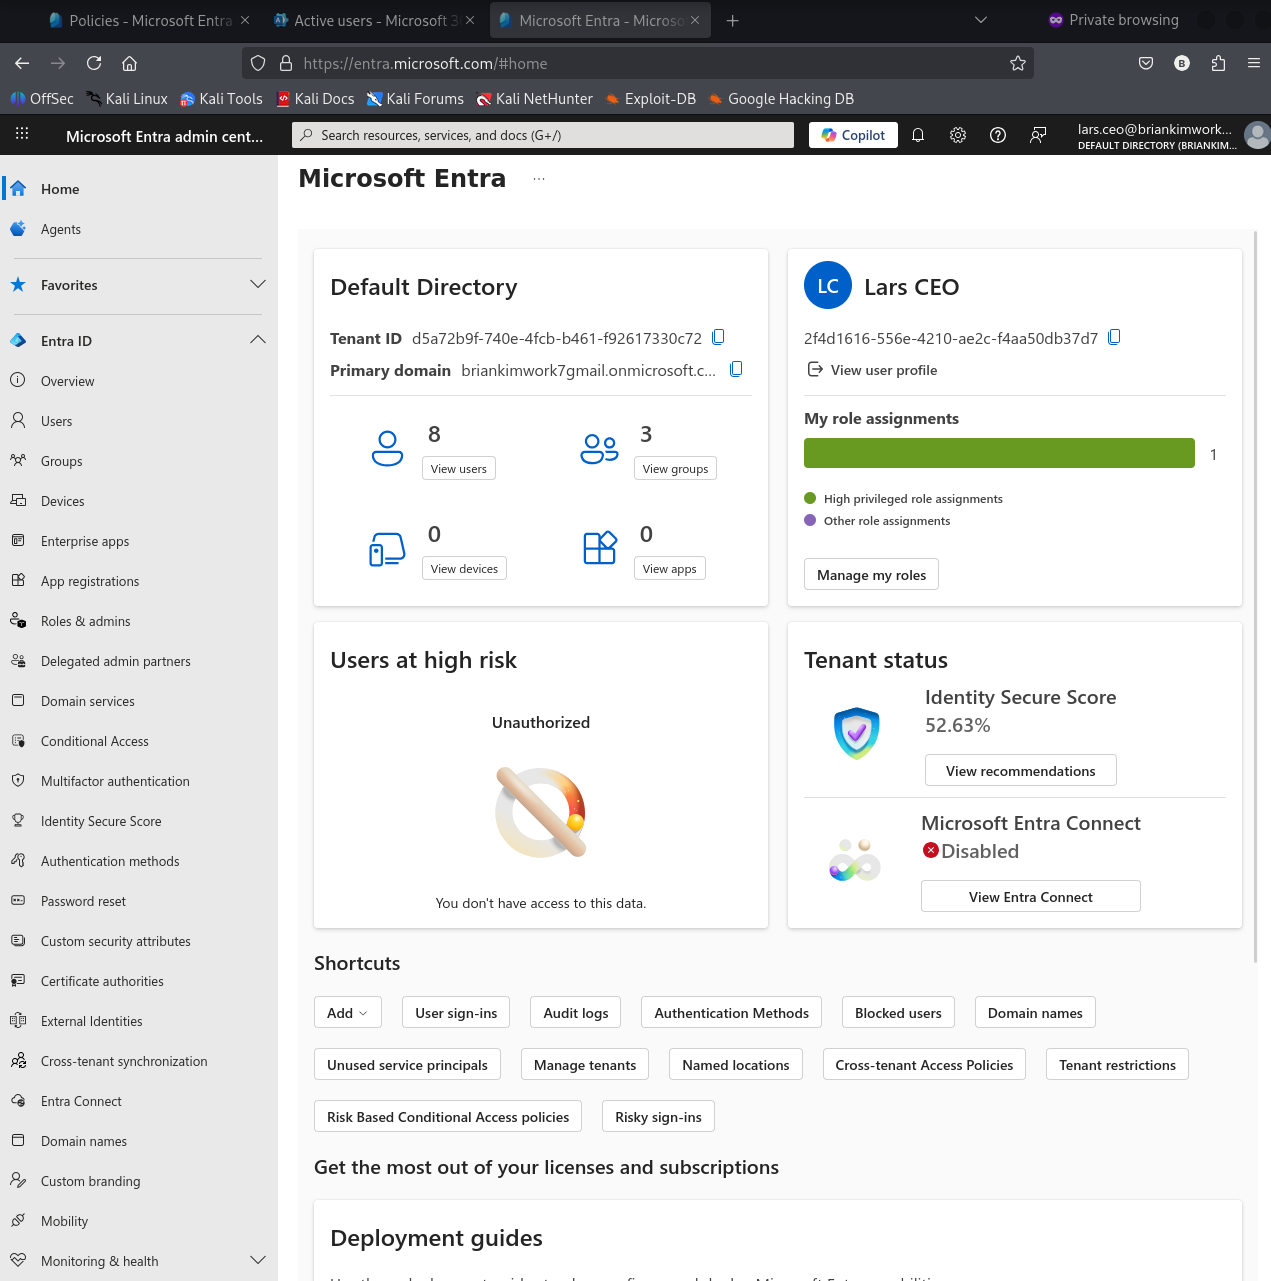 Policies - Microsoft Entra
Active users - Microsoft 3
Microsoft Entra - Microso
Private browsing
https://entra.microsoft.com/#home
OffSec
Kali Linux
Kali Tools
Kali Docs
Kali Forums
Kali NetHunter
Exploit-DB
Google Hacking DB
Microsoft Entra admin cent...
Search resources, services, and docs (G+/)
Copilot
lars.ceo@briankimwork...
DEFAULT DIRECTORY (BRIANKIM...
Home
Agents
Favorites
Entra ID
Overview
Users
Groups
Devices
Enterprise apps
App registrations
Roles & admins
Delegated admin partners
Domain services
Conditional Access
Multifactor authentication
Identity Secure Score
Authentication methods
Password reset
Custom security attributes
Certificate authorities
External Identities
Cross-tenant synchronization
Entra Connect
Domain names
Custom branding
Mobility
Monitoring & health
Microsoft Entra ...
Default Directory
Tenant ID d5a72b9f-740e-4fcb-b461-f92617330c72
Primary domain briankimwork7gmail.onmicrosoft.c...
8
View users
3
View groups
0
View devices
0
View apps
LC Lars CEO
2f4d1616-556e-4210-ae2c-f4aa50db37d7
View user profile
My role assignments
1
High privileged role assignments
Other role assignments
Manage my roles
Users at high risk
Unauthorized
You don't have access to this data.
Tenant status
Identity Secure Score
52.63%
View recommendations
Microsoft Entra Connect
Disabled
View Entra Connect
Shortcuts
Add
User sign-ins
Audit logs
Authentication Methods
Blocked users
Domain names
Unused service principals
Manage tenants
Named locations
Cross-tenant Access Policies
Tenant restrictions
Risk Based Conditional Access policies
Risky sign-ins
Get the most out of your licenses and subscriptions
Deployment guides